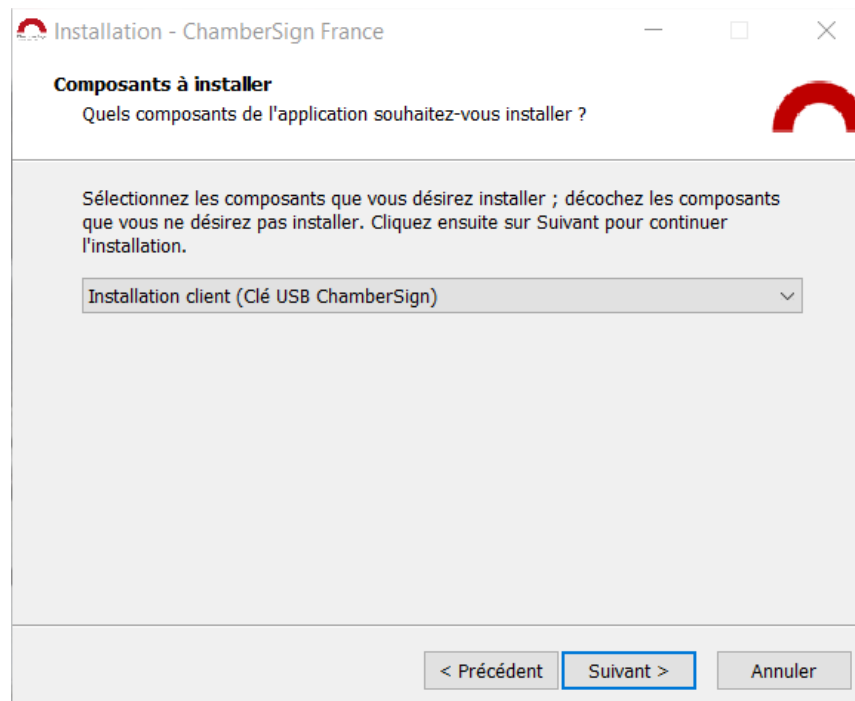 Installation - ChamberSign France
Composants à installer
Quels composants de l'application souhaitez-vous installer ?
Sélectionnez les composants que vous désirez installer ; décochez les composants
que vous ne désirez pas installer. Cliquez ensuite sur Suivant pour continuer
l'installation.
Installation client (Clé USB ChamberSign)
< Précédent
Suivant >
Annuler